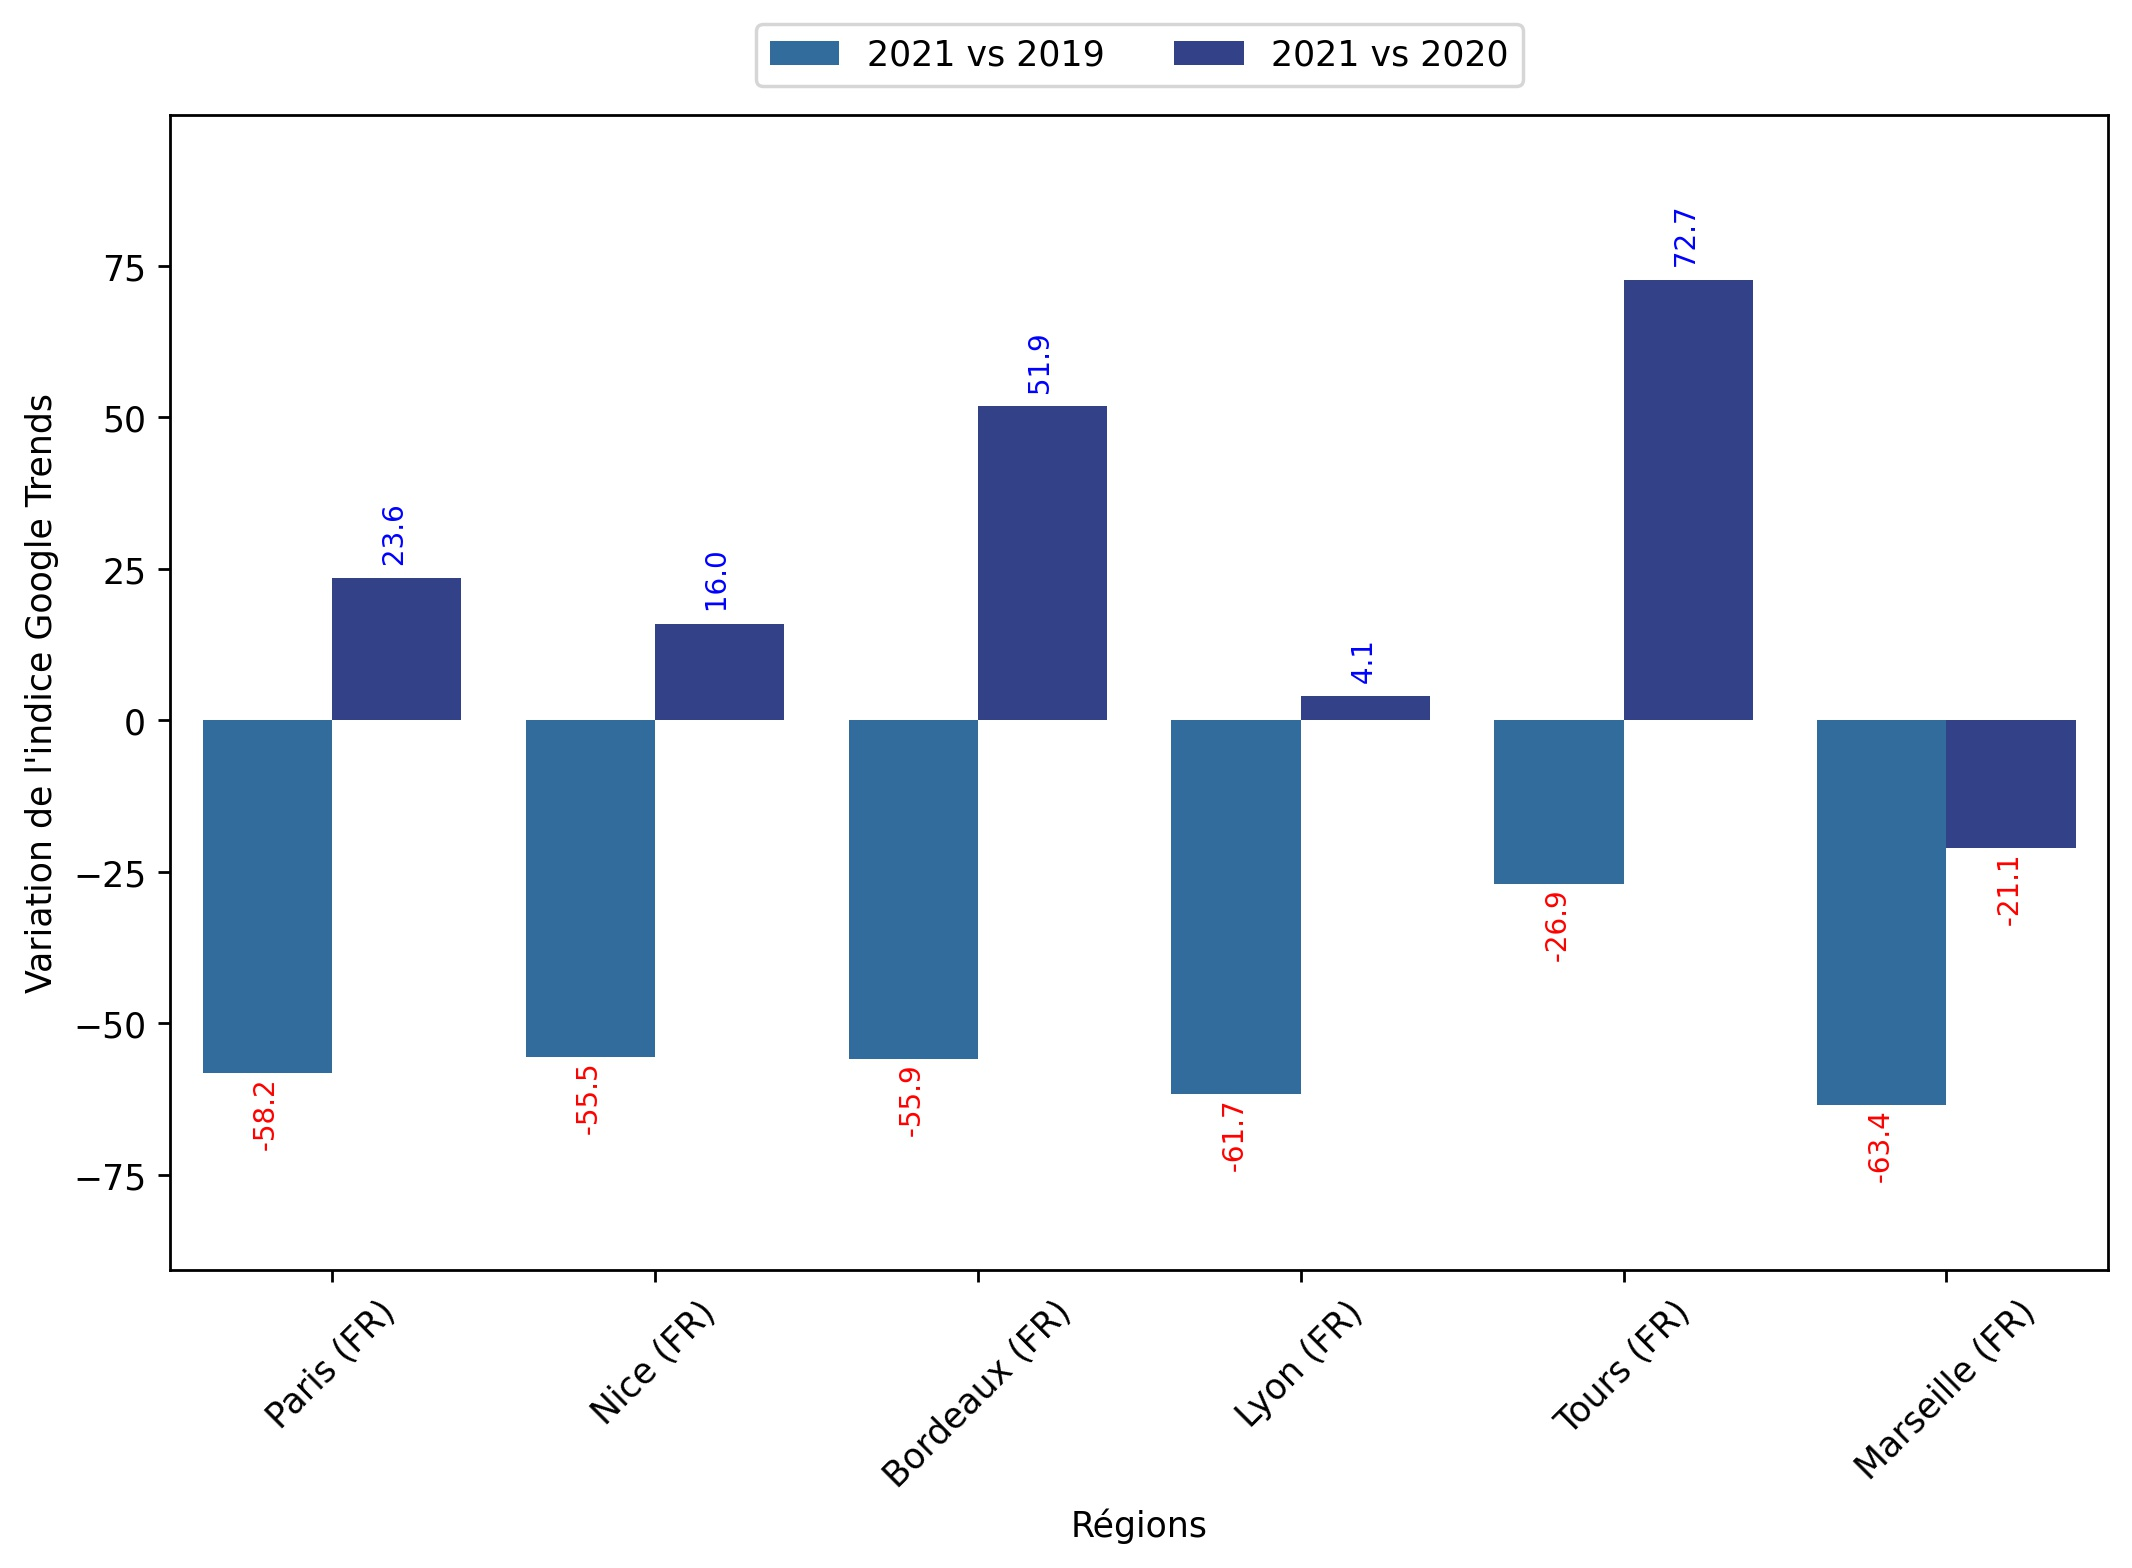 2021 vs 2019
2021 vs 2020
Variation de l'indice Google Trends
75
50
25
0
−25
−50
−75
-58.2
23.6
-55.5
16.0
-55.9
51.9
-61.7
4.1
-26.9
72.7
-63.4
-21.1
Paris (FR)
Nice (FR)
Bordeaux (FR)
Lyon (FR)
Tours (FR)
Marseille (FR)
Régions